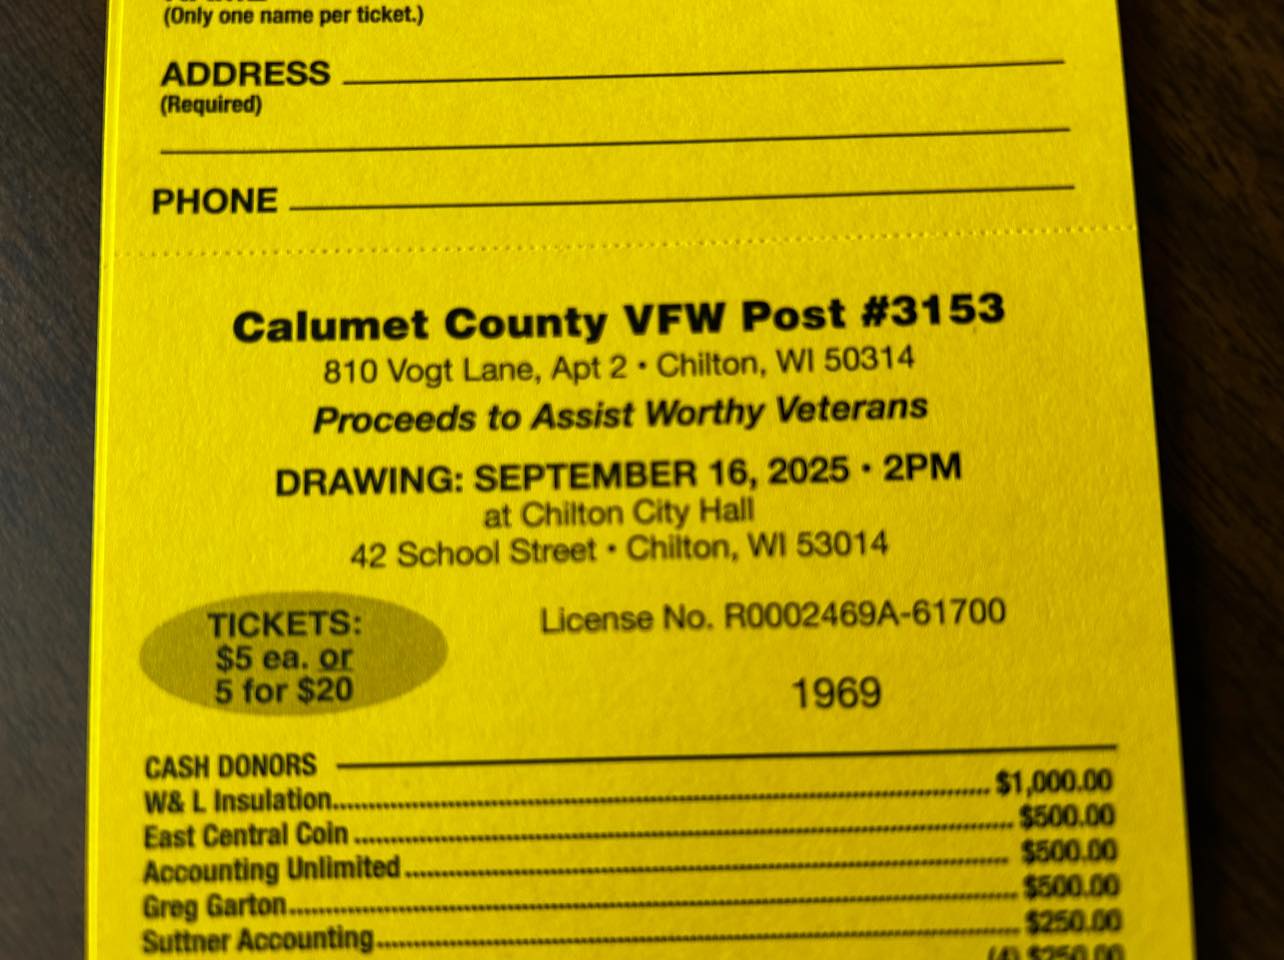 (Only one name per ticket.)
ADDRESS
(Required)
PHONE
Calumet County VFW Post #3153
810 Vogt Lane, Apt 2 • Chilton, WI 50314
Proceeds to Assist Worthy Veterans
DRAWING: SEPTEMBER 16, 2025 • 2PM
at Chilton City Hall
42 School Street • Chilton, WI 53014
TICKETS:
$5 ea. or
5 for $20
License No. R0002469A-61700
1969
CASH DONORS
W& L Insulation $1,000.00
East Central Coin $500.00
Accounting Unlimited $500.00
Greg Garton $500.00
Suttner Accounting $250.00
(4) $250.00